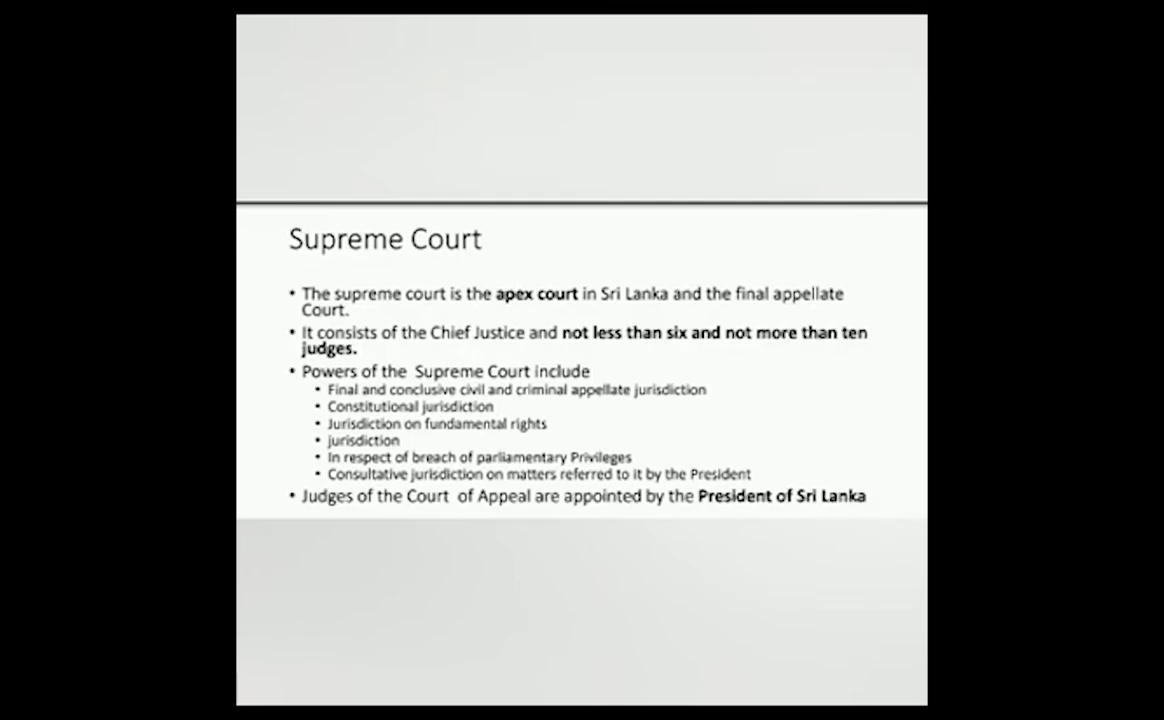 Supreme Court
• The supreme court is the apex court in Sri Lanka and the final appellate
Court.
• It consists of the Chief Justice and not less than six and not more than ten
judges.
• Powers of the Supreme Court include
• Final and conclusive civil and criminal appellate jurisdiction
• Constitutional jurisdiction
• Jurisdiction on fundamental rights
• jurisdiction
• In respect of breach of parliamentary Privileges
• Consultative jurisdiction on matters referred to it by the President
• Judges of the Court of Appeal are appointed by the President of Sri Lanka